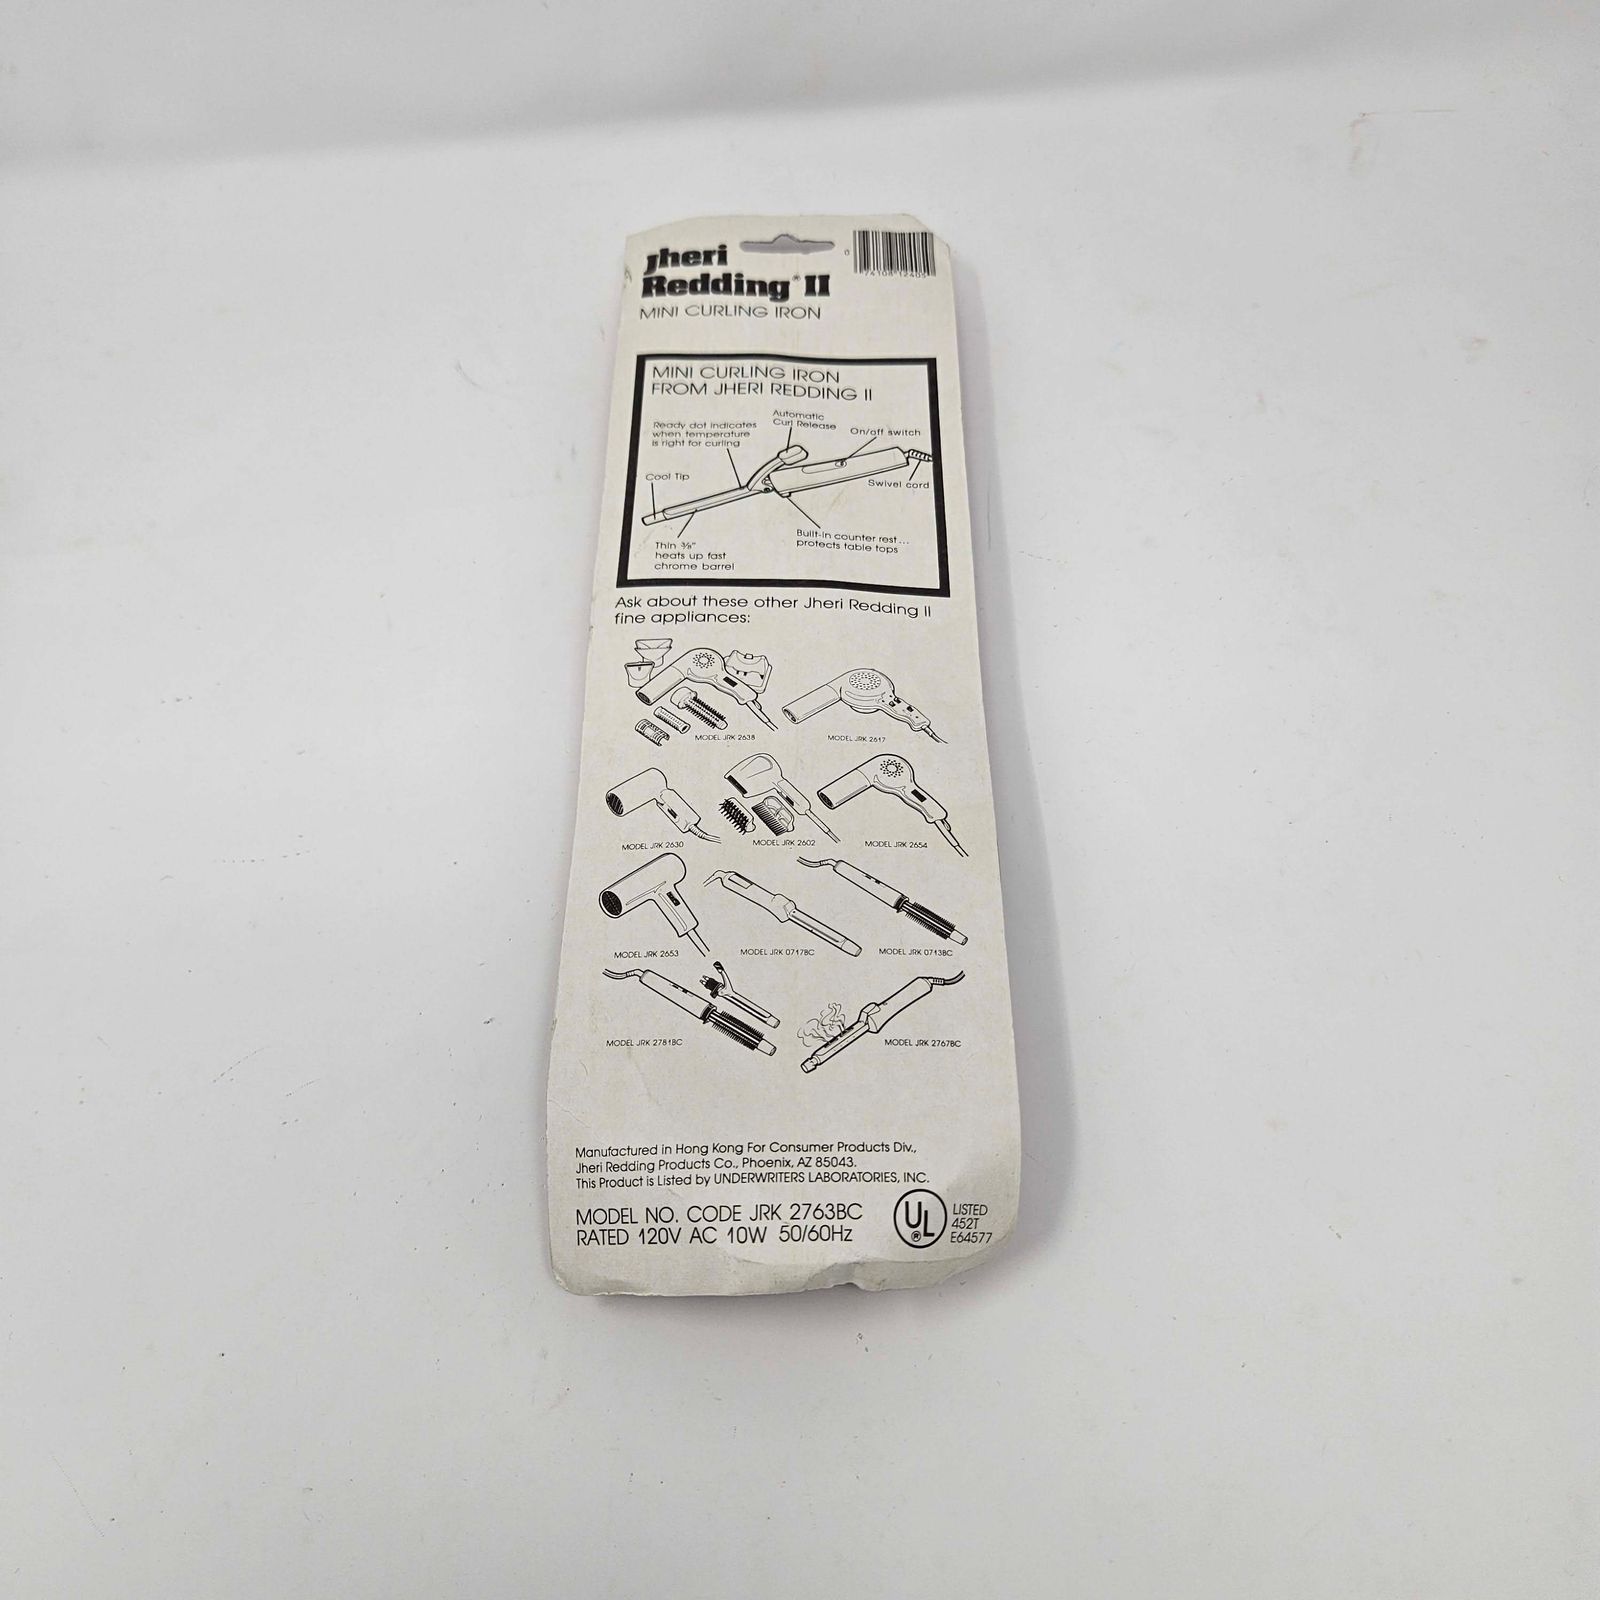 Jheri
Redding® II
MINI CURLING IRON
0
74108 12405
MINI CURLING IRON
FROM JHERI REDDING II
Ready dot indicates
when temperature
is right for curling
Automatic
Curl Release
On/off switch
Cool Tip
Swivel cord
Thin 3/8"
heats up fast
chrome barrel
Built-in counter rest...
protects table tops
Ask about these other Jheri Redding II
fine appliances:
MODEL JRK 2638
MODEL JRK 2617
MODEL JRK 2630
MODEL JRK 2602
MODEL JRK 2654
MODEL JRK 2653
MODEL JRK 0717BC
MODEL JRK 0713BC
MODEL JRK 2781BC
MODEL JRK 2767BC
Manufactured in Hong Kong For Consumer Products Div.,
Jheri Redding Products Co., Phoenix, AZ 85043.
This Product is Listed by UNDERWRITERS LABORATORIES, INC.
MODEL NO. CODE JRK 2763BC
RATED 120V AC 10W 50/60Hz
UL®
LISTED
452T
E64577